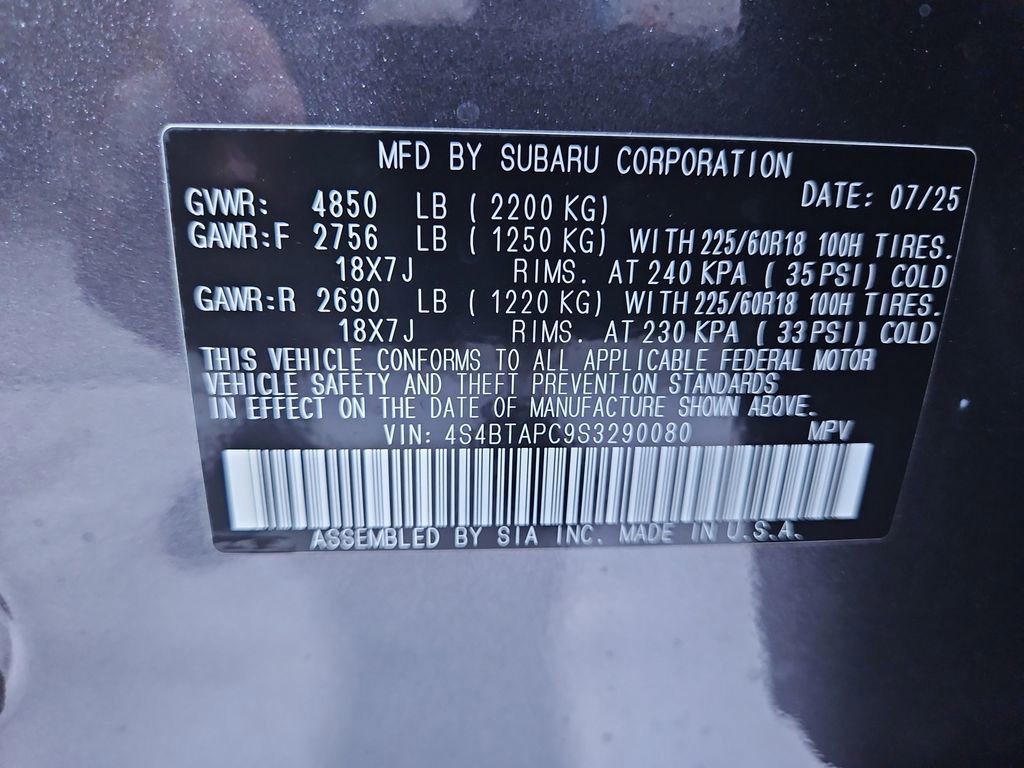 MFD BY SUBARU CORPORATION
DATE: 07/25
GVWR: 4850 LB ( 2200 KG)
GAWR:F 2756 LB ( 1250 KG) WITH 225/60R18 100H TIRES.
18X7J RIMS. AT 240 KPA ( 35 PSI) COLD
GAWR:R 2690 LB ( 1220 KG) WITH 225/60R18 100H TIRES.
18X7J RIMS. AT 230 KPA ( 33 PSI) COLD
THIS VEHICLE CONFORMS TO ALL APPLICABLE FEDERAL MOTOR
VEHICLE SAFETY AND THEFT PREVENTION STANDARDS
IN EFFECT ON THE DATE OF MANUFACTURE SHOWN ABOVE.
VIN: 4S4BTAPC9S3290080 MPV
ASSEMBLED BY SIA INC. MADE IN U.S.A.